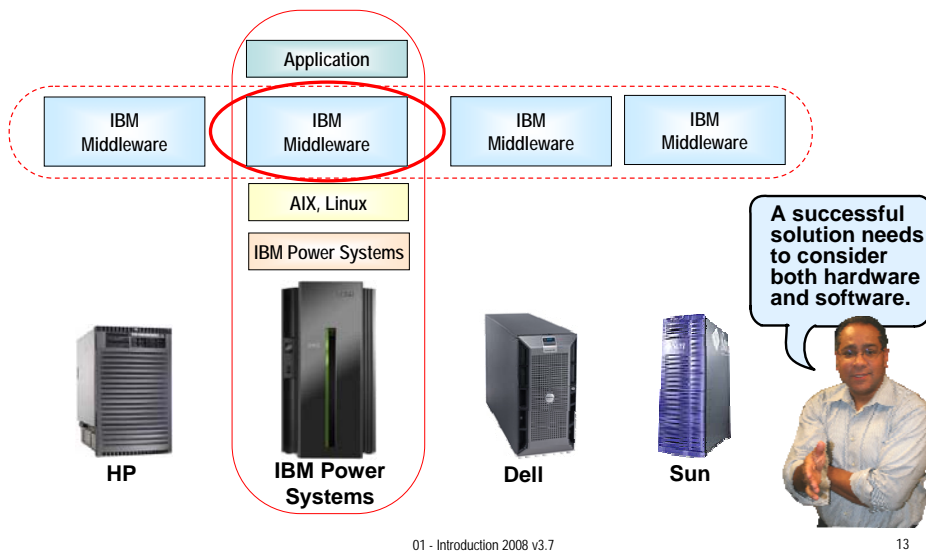 Application
IBM
Middleware
IBM
Middleware
IBM
Middleware
IBM
Middleware
AIX, Linux
IBM Power Systems
A successful
solution needs
to consider
both hardware
and software.
HP
IBM Power
Systems
Dell
Sun
01 - Introduction 2008 v3.7
13